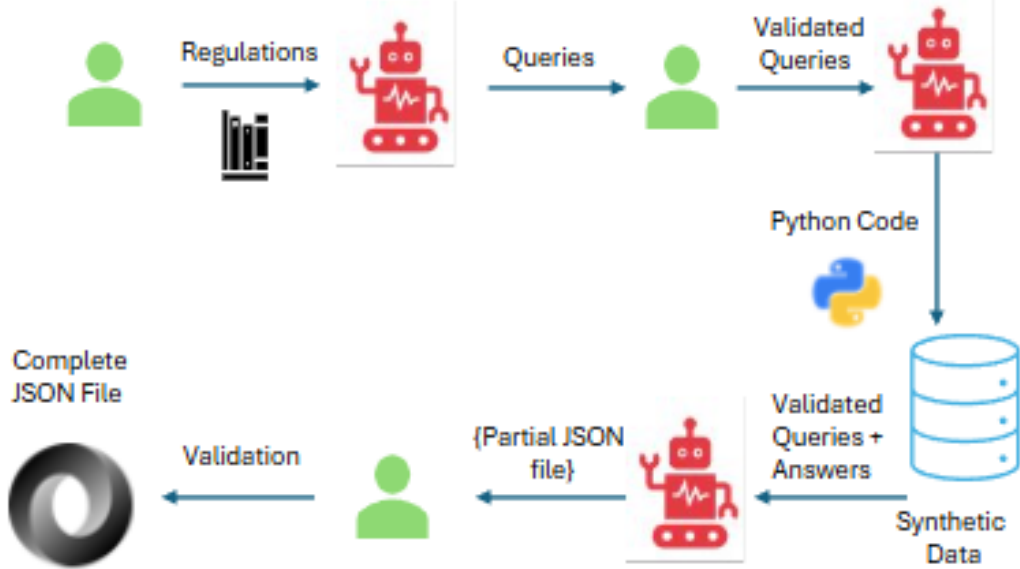 Regulations
Queries
Validated
Queries
Python Code
Validated
Queries +
Answers
Synthetic
Data
{Partial JSON
file}
Validation
Complete
JSON File